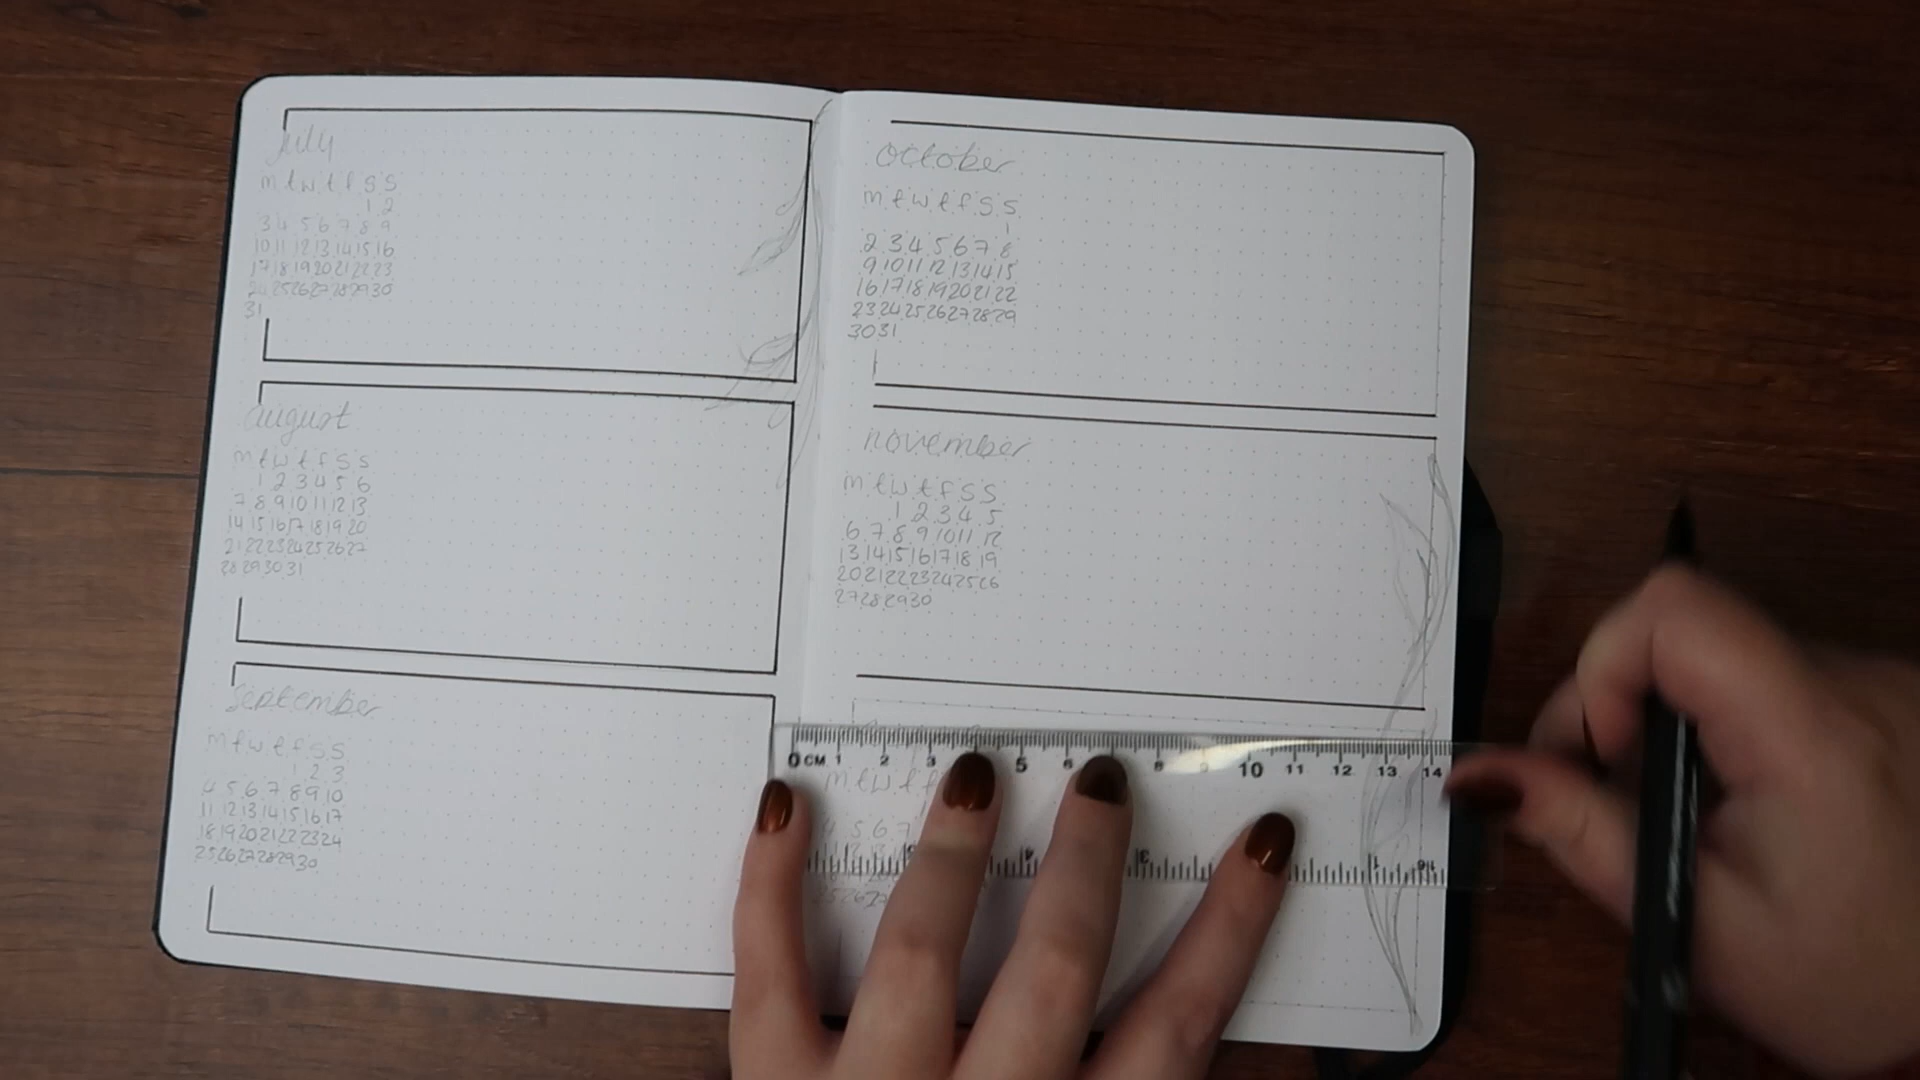 July
m t w t f s s
1 2
3 4 5 6 7 8 9
10 11 12 13 14 15 16
17 18 19 20 21 22 23
24 25 26 27 28 29 30
31
august
m t w t f s s
1 2 3 4 5 6
7 8 9 10 11 12 13
14 15 16 17 18 19 20
21 22 23 24 25 26 27
28 29 30 31
September
m t w t f s s
1 2 3
4 5 6 7 8 9 10
11 12 13 14 15 16 17
18 19 20 21 22 23 24
25 26 27 28 29 30
october
m t w t f s s
1
2 3 4 5 6 7 8
9 10 11 12 13 14 15
16 17 18 19 20 21 22
23 24 25 26 27 28 29
30 31
november
m t w t f s s
1 2 3 4 5
6 7 8 9 10 11 12
13 14 15 16 17 18 19
20 21 22 23 24 25 26
27 28 29 30
0 CM 1 2 3 5 6 8 9 10 11 12 13 14
m t w t f
4 5 6 7
3 1
25 26 27